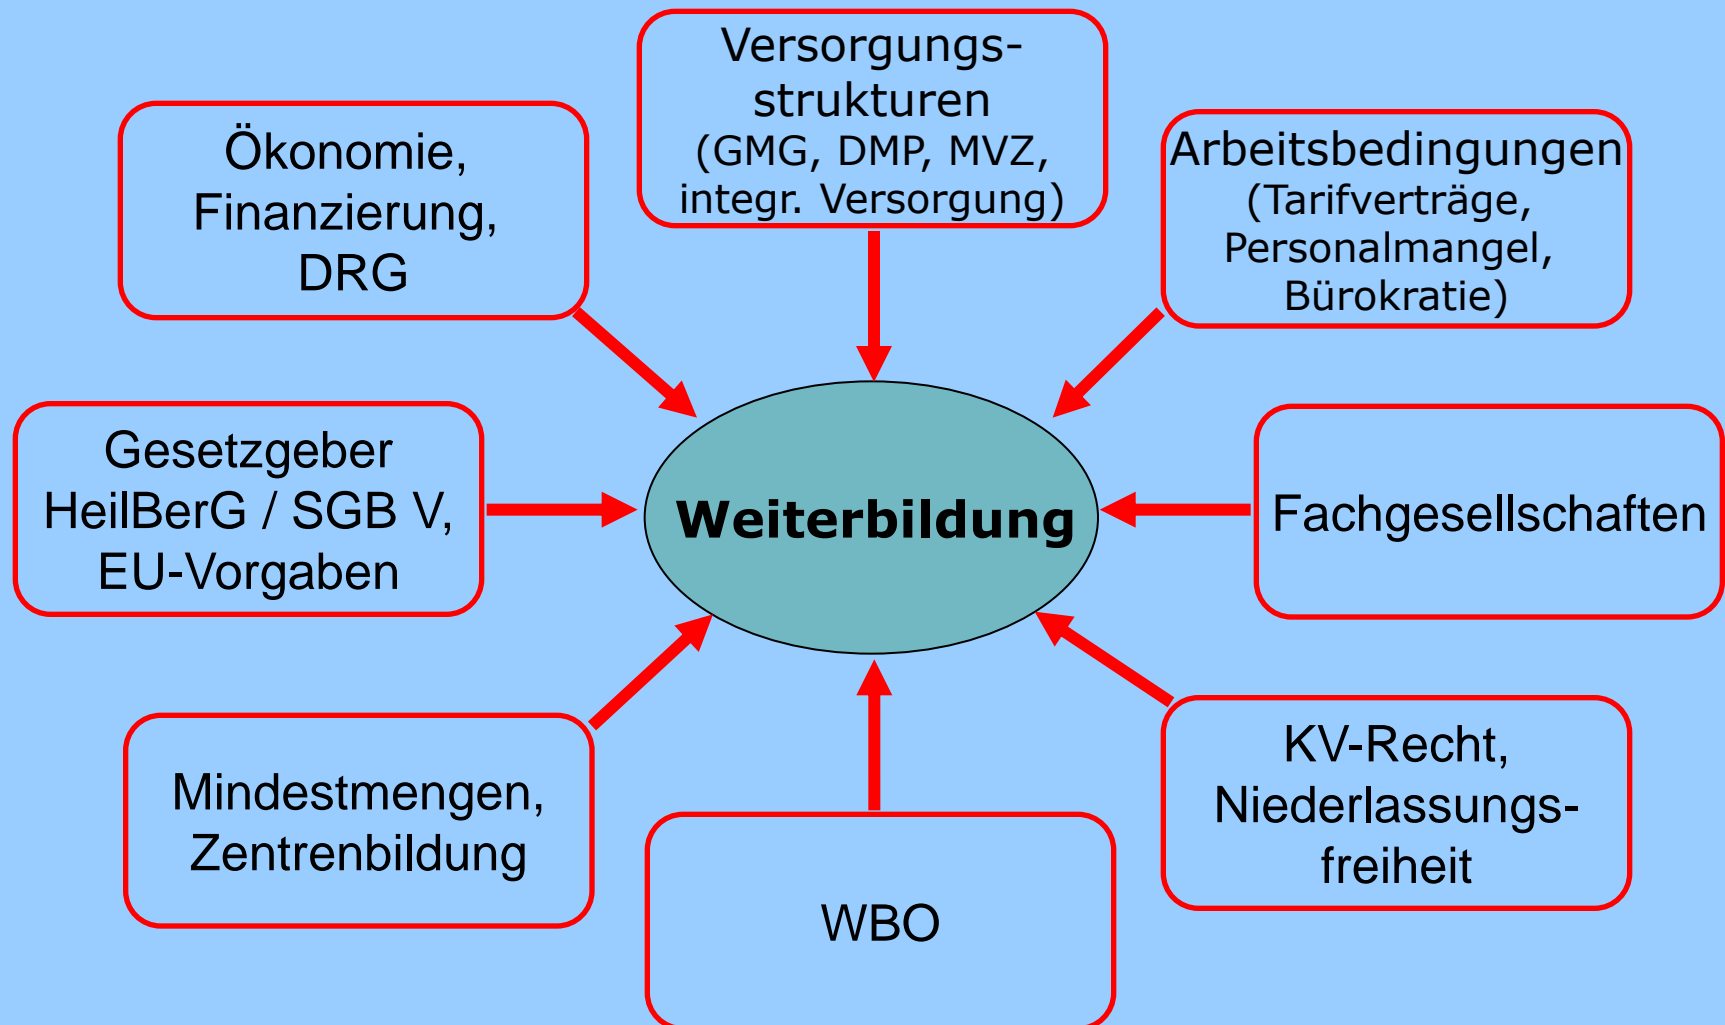 Versorgungs-
strukturen
(GMG, DMP, MVZ,
integr. Versorgung)
Ökonomie,
Finanzierung,
DRG
Arbeitsbedingungen
(Tarifverträge,
Personalmangel,
Bürokratie)
Gesetzgeber
HeilBerG / SGB V,
EU-Vorgaben
Weiterbildung
Fachgesellschaften
Mindestmengen,
Zentrenbildung
WBO
KV-Recht,
Niederlassungs-
freiheit